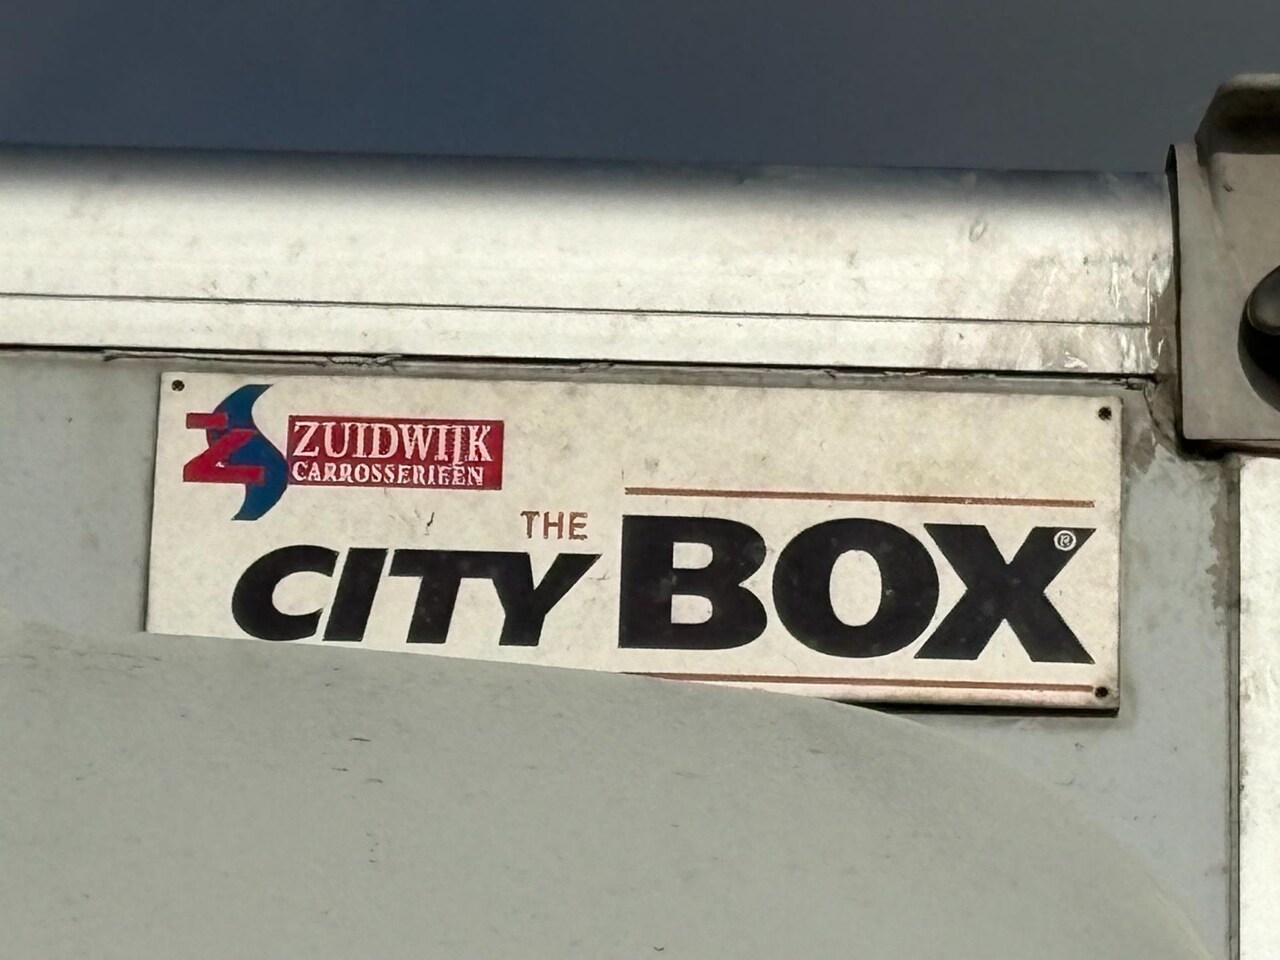 Z
ZUIDWIJK
CARROSSERIEËN
THE
CITY BOX®